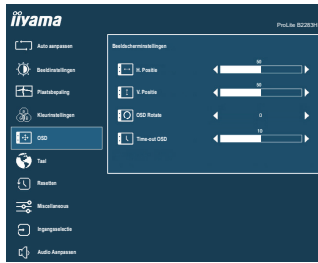 iiyama
ProLite B2283H
Auto aanpassen
Beeldinstellingen
Plaatsbepaling
Kleurinstellingen
OSD
Taal
Resetten
Miscellaneous
Ingangsselectie
Audio Aanpassen
Beeldscherminstellingen
H. Positie
50
V. Positie
50
OSD Rotate
0
Time-out OSD
10